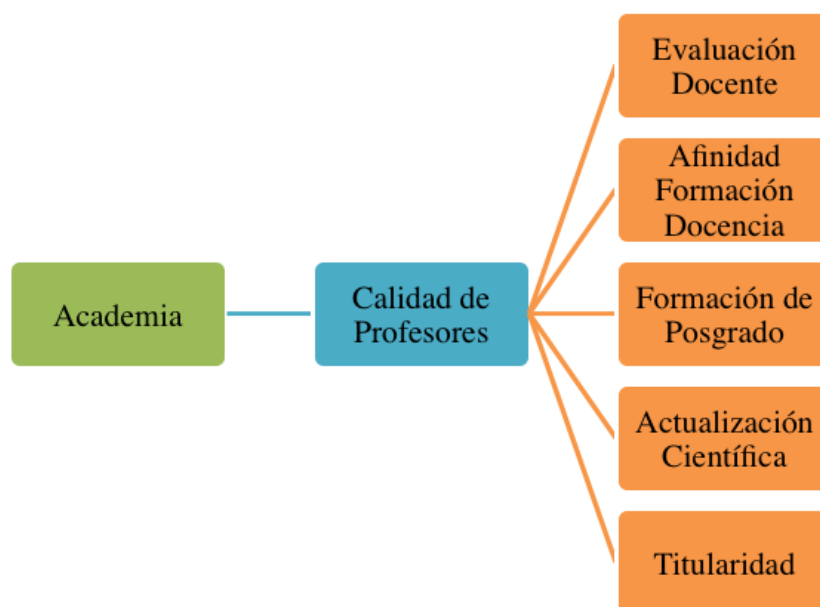 Academia
Calidad de
Profesores
Evaluación
Docente
Afinidad
Formación
Docencia
Formación de
Posgrado
Actualización
Científica
Titularidad